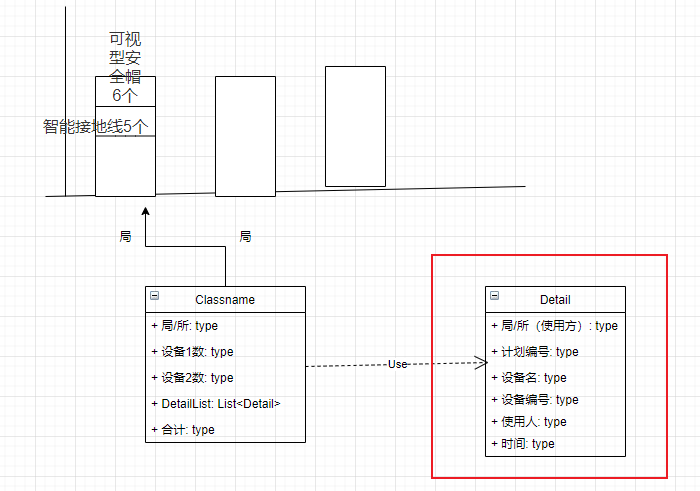 可视
型安
全帽
6个
智能接地线5个
局
局
Classname
+ 局/所: type
+ 设备1数: type
+ 设备2数: type
+ DetailList: List<Detail>
+ 合计: type
Use
Detail
+ 局/所（使用方）: type
+ 计划编号: type
+ 设备名: type
+ 设备编号: type
+ 使用人: type
+ 时间: type